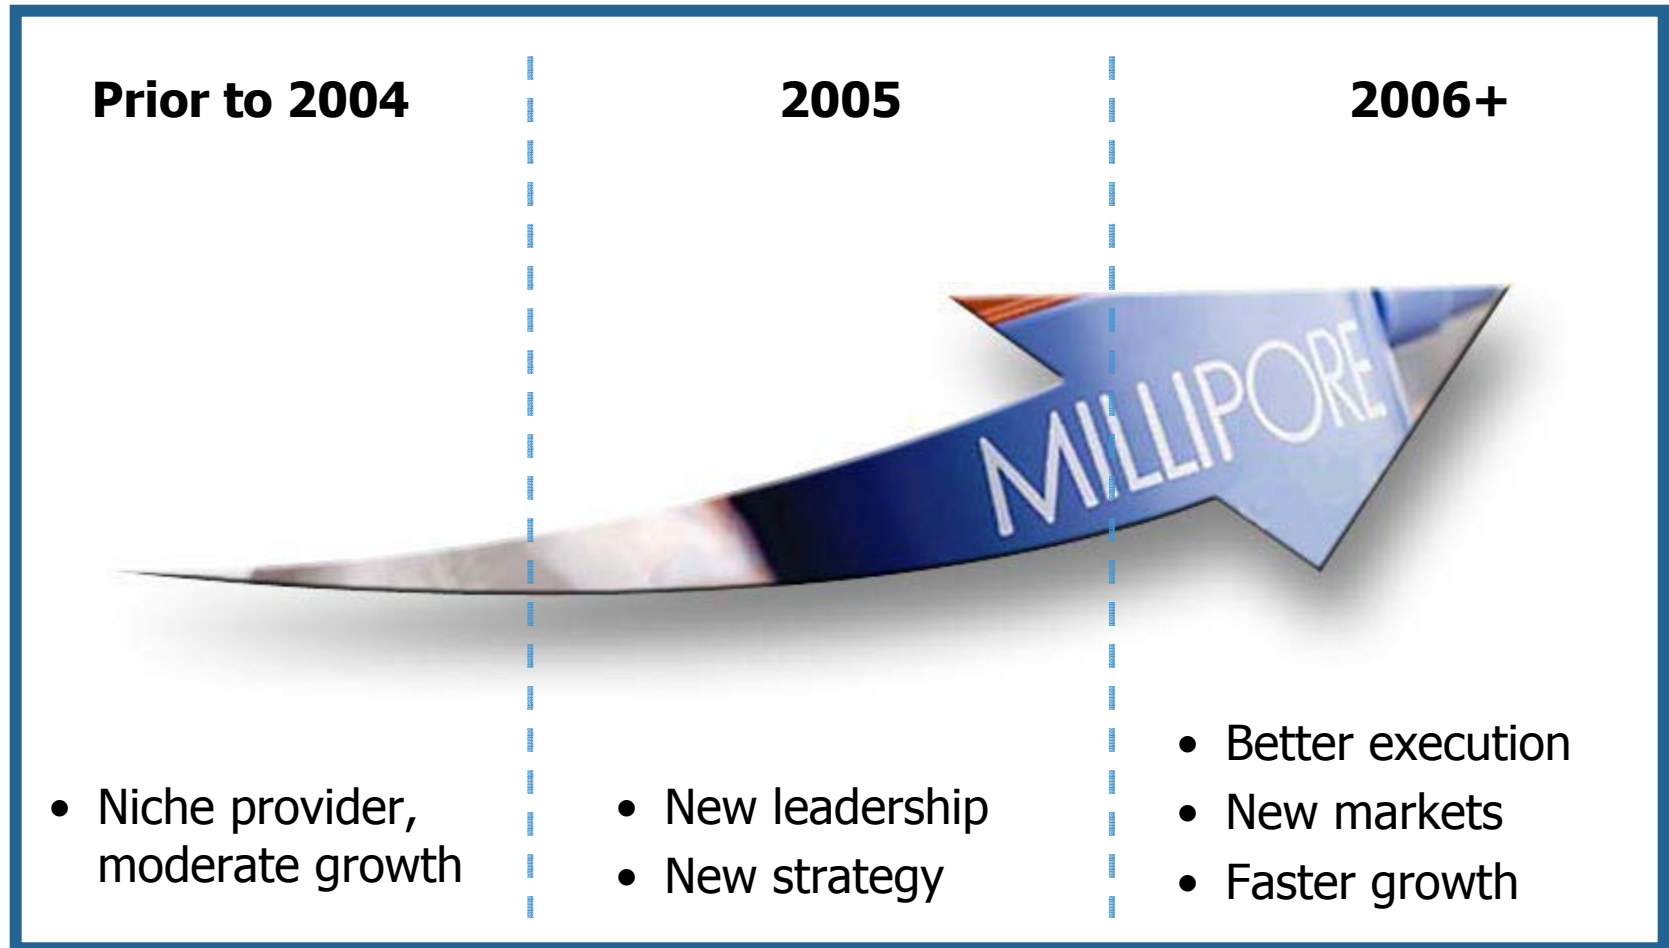 Prior to 2004
2005
2006+
MILLIPORE
• Niche provider,
moderate growth
• New leadership
• New strategy
• Better execution
• New markets
• Faster growth